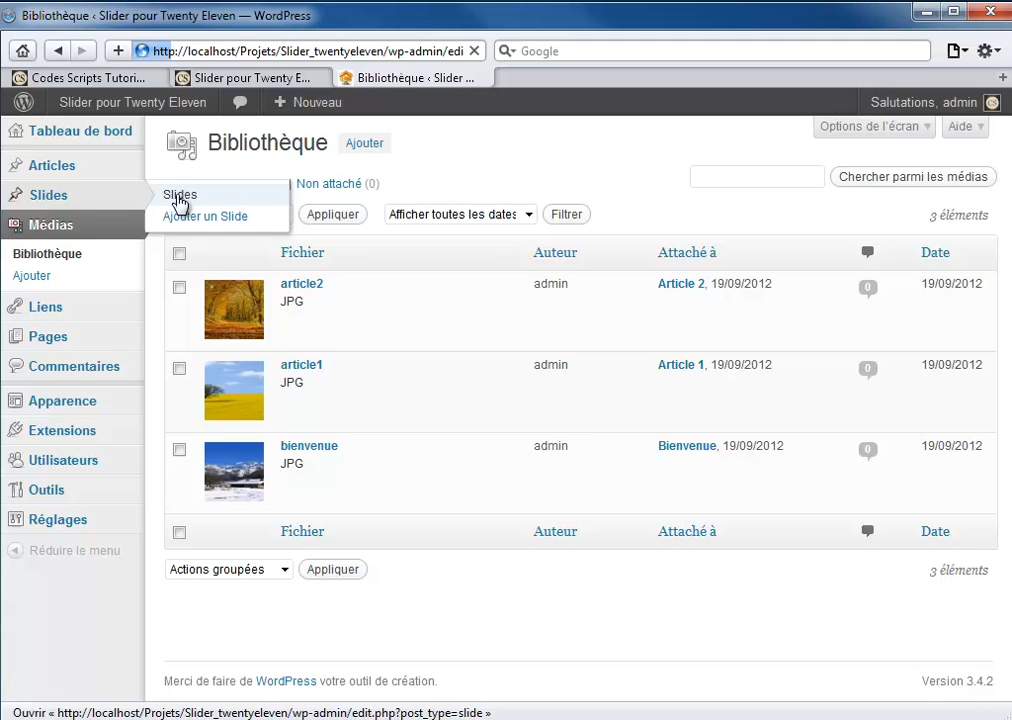 Bibliothèque ‹ Slider pour Twenty Eleven — WordPress
http://localhost/Projets/Slider_twentyeleven/wp-admin/edi
Google
Codes Scripts Tutori... Slider pour Twenty E... Bibliothèque ‹ Slider ...
Slider pour Twenty Eleven Nouveau Salutations, admin
Tableau de bord
Articles
Slides
Médias
Bibliothèque
Ajouter
Liens
Pages
Commentaires
Apparence
Extensions
Utilisateurs
Outils
Réglages
Réduire le menu
Slides
Ajouter un Slide
Bibliothèque Ajouter
Options de l'écran Aide
Non attaché (0)
Chercher parmi les médias
Appliquer Afficher toutes les dates Filtrer 3 éléments
Fichier Auteur Attaché à Date
article2 admin Article 2, 19/09/2012 0 19/09/2012
JPG
article1 admin Article 1, 19/09/2012 0 19/09/2012
JPG
bienvenue admin Bienvenue, 19/09/2012 0 19/09/2012
JPG
Fichier Auteur Attaché à Date
Actions groupées Appliquer 3 éléments
Merci de faire de WordPress votre outil de création. Version 3.4.2
Ouvrir « http://localhost/Projets/Slider_twentyeleven/wp-admin/edit.php?post_type=slide »